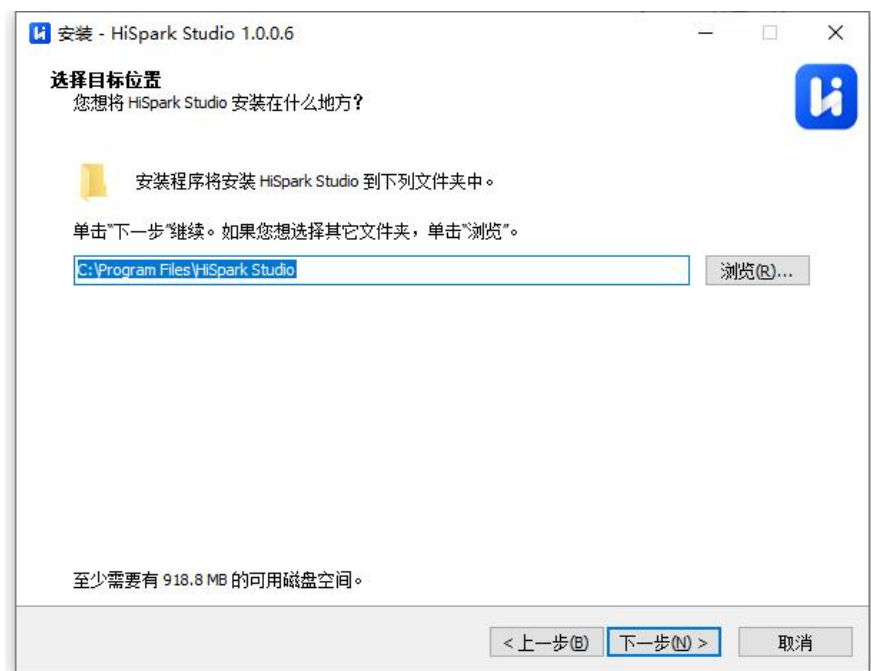 安装 - HiSpark Studio 1.0.0.6
选择目标位置
您想将 HiSpark Studio 安装在什么地方?
安装程序将安装 HiSpark Studio 到下列文件夹中。
单击“下一步”继续。如果您想选择其它文件夹，单击“浏览”。
C:\Program Files\HiSpark Studio
浏览(R)...
至少需要有 918.8 MB 的可用磁盘空间。
<上一步(B) 下一步(N) > 取消